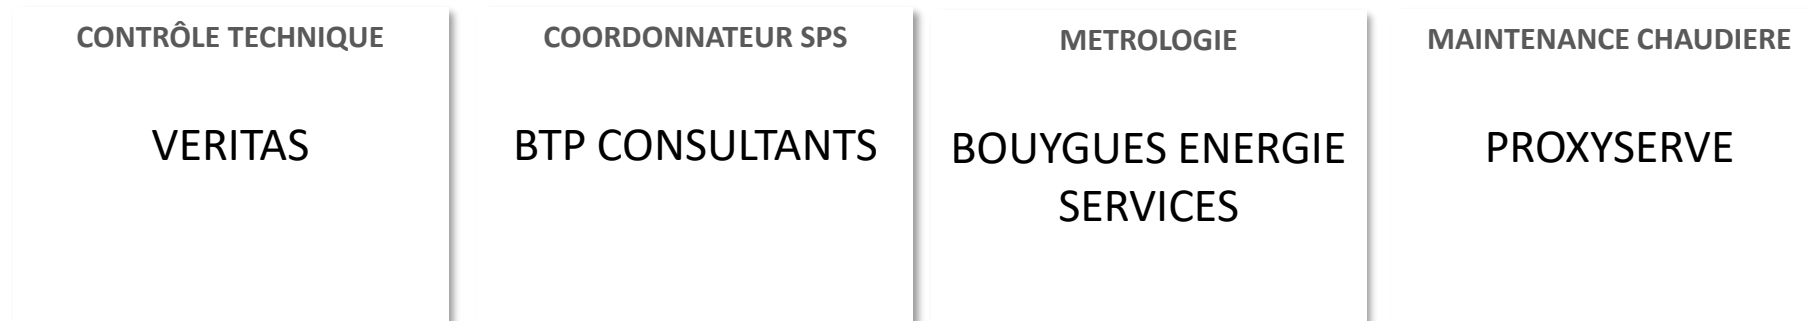 CONTRÔLE TECHNIQUE
VERITAS
COORDONNATEUR SPS
BTP CONSULTANTS
METROLOGIE
BOUYGUES ENERGIE
SERVICES
MAINTENANCE CHAUDIERE
PROXYSERVE